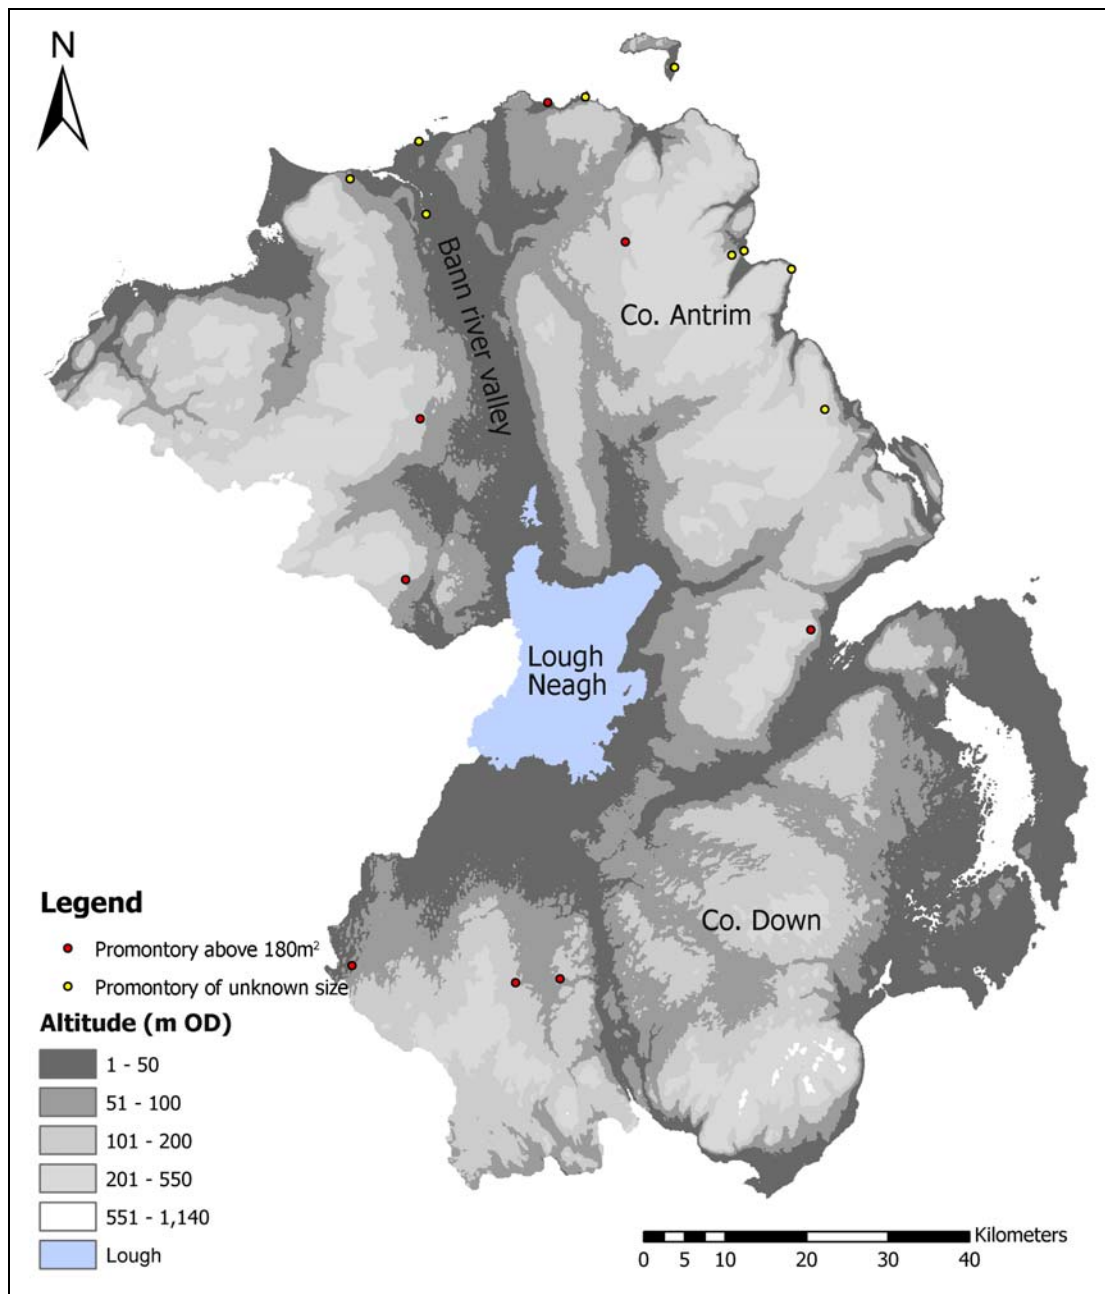 N
Bann river valley
Co. Antrim
Lough
Neagh
Co. Down
Legend
Promontory above 180m²
Promontory of unknown size
Altitude (m OD)
1 - 50
51 - 100
101 - 200
201 - 550
551 - 1,140
Lough
Kilometers
0 5 10 20 30 40